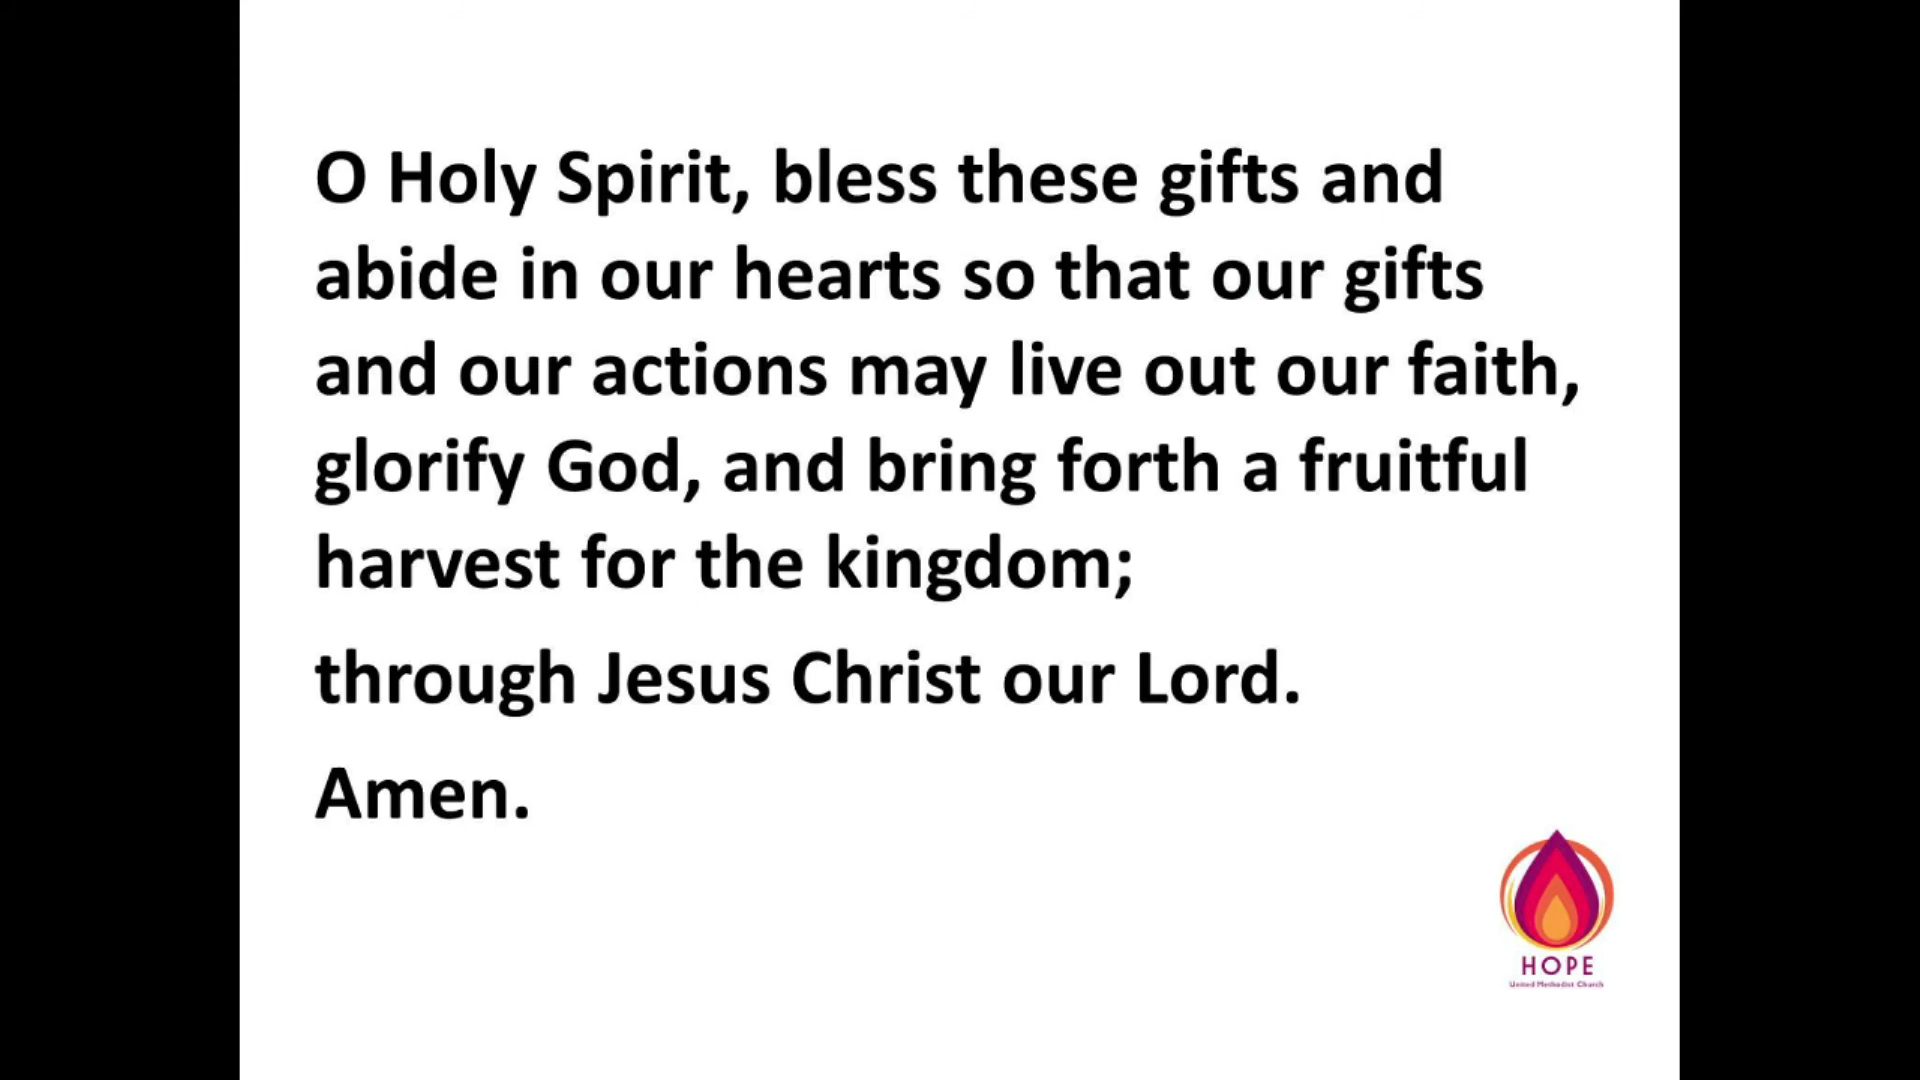 O Holy Spirit, bless these gifts and
abide in our hearts so that our gifts
and our actions may live out our faith,
glorify God, and bring forth a fruitful
harvest for the kingdom;
through Jesus Christ our Lord.
Amen.
HOPE
United Methodist Church